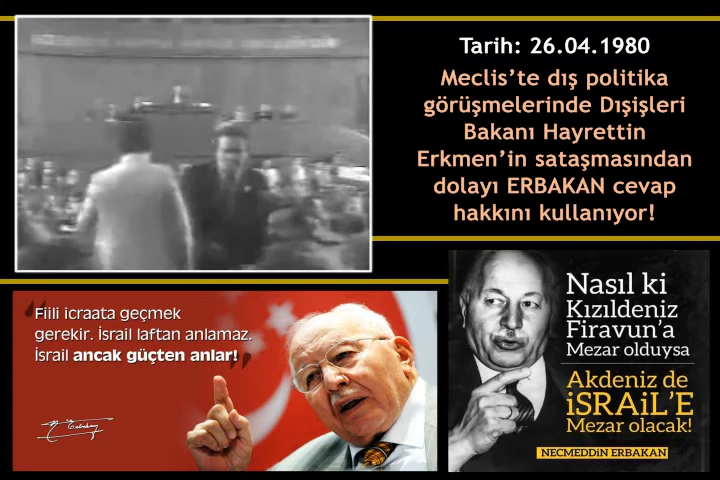 Tarih: 26.04.1980
Meclis’te dış politika
görüşmelerinde Dışişleri
Bakanı Hayrettin
Erkmen’in sataşmasından
dolayı ERBAKAN cevap
hakkını kullanıyor!
“Fiili icraata geçmek
gerekir. İsrail laftan anlamaz.
İsrail ancak güçten anlar!”
Nasıl ki
Kızıldeniz
Firavun’a
Mezar olduysa
Akdeniz de
iSRAiL’E
Mezar olacak!
NECMEDDiN ERBAKAN